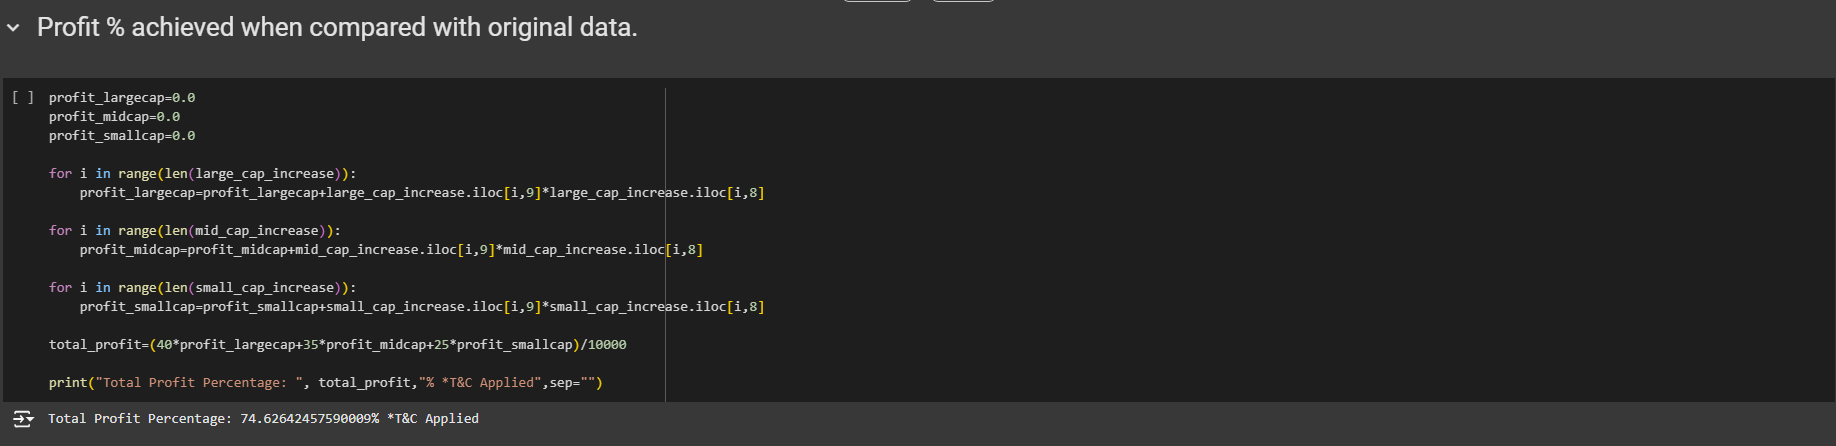 Profit % achieved when compared with original data.
[ ] profit_largecap=0.0
profit_midcap=0.0
profit_smallcap=0.0
for i in range(len(large_cap_increase)):
profit_largecap=profit_largecap+large_cap_increase.iloc[i,9]*large_cap_increase.iloc[i,8]
for i in range(len(mid_cap_increase)):
profit_midcap=profit_midcap+mid_cap_increase.iloc[i,9]*mid_cap_increase.iloc[i,8]
for i in range(len(small_cap_increase)):
profit_smallcap=profit_smallcap+small_cap_increase.iloc[i,9]*small_cap_increase.iloc[i,8]
total_profit=(40*profit_largecap+35*profit_midcap+25*profit_smallcap)/10000
print("Total Profit Percentage: ", total_profit,"% *T&C Applied",sep="")
Total Profit Percentage: 74.62642457590009% *T&C Applied